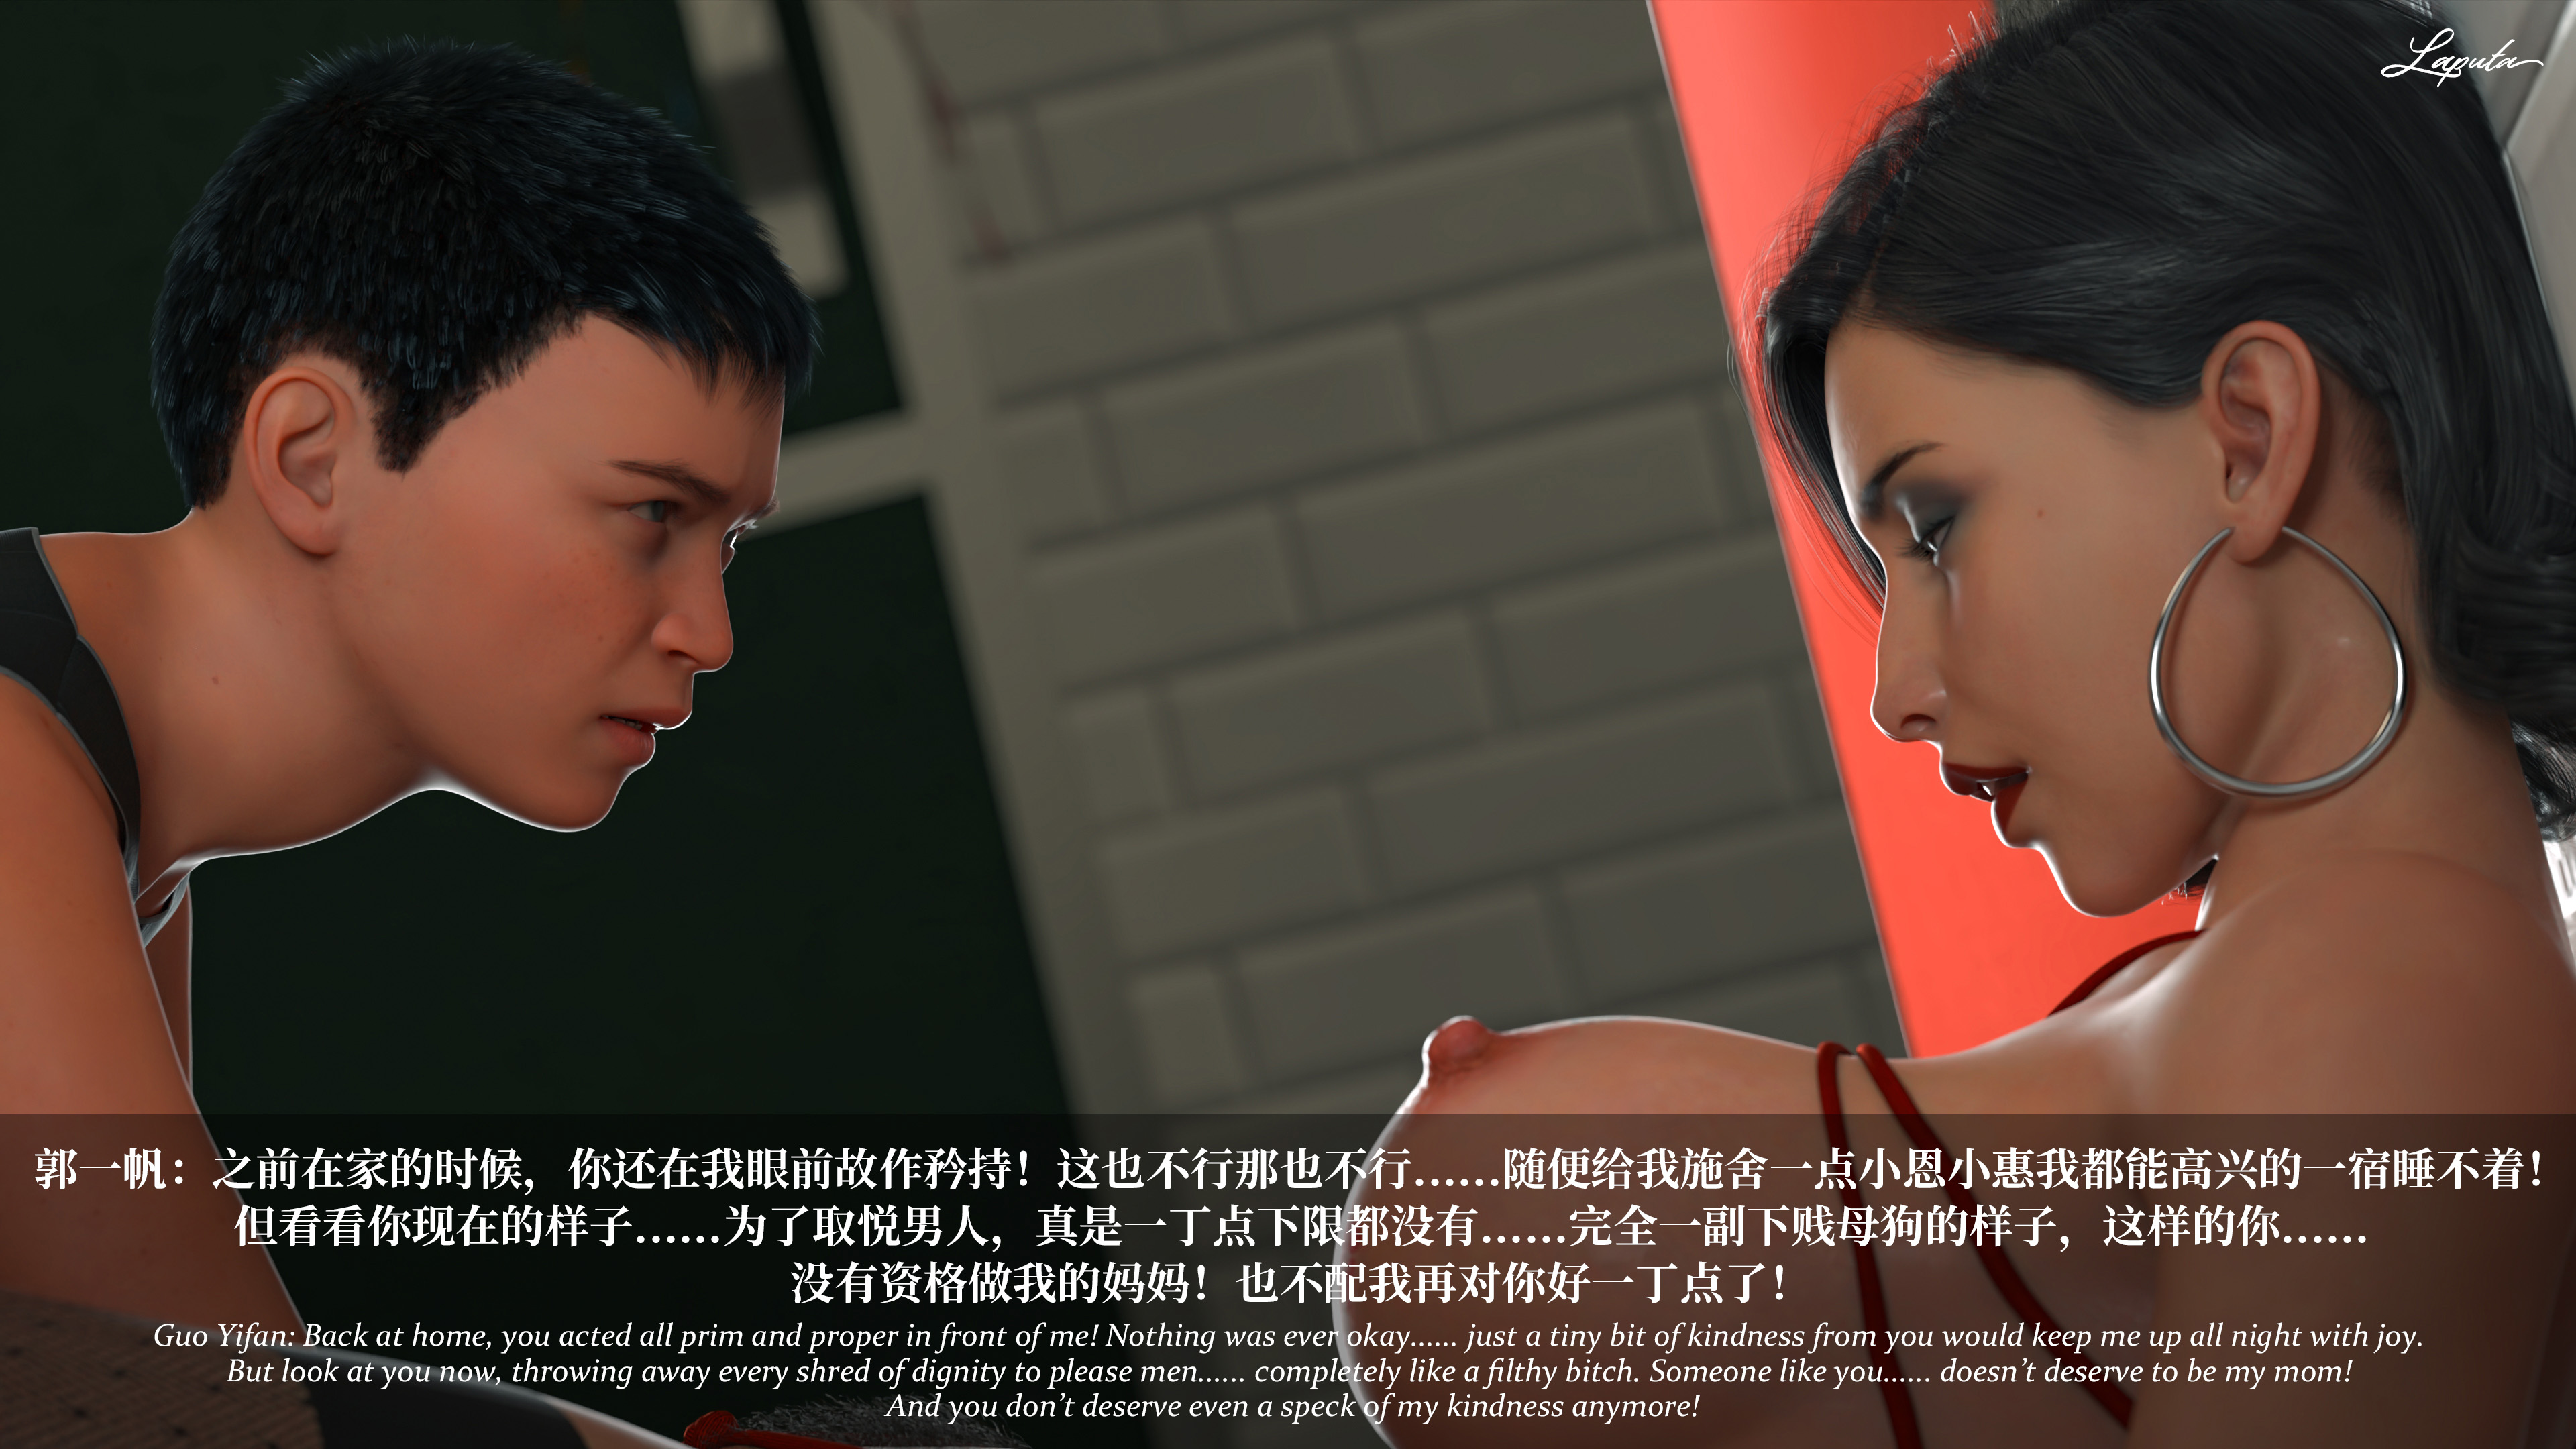 Laputa
郭一帆：之前在家的时候，你还在我眼前故作矜持！这也不行那也不行……随便给我施舍一点小恩小惠我都能高兴的一宿睡不着！
但看看你现在的样子……为了取悦男人，真是一丁点下限都没有……完全一副下贱母狗的样子，这样的你……
没有资格做我的妈妈！也不配我再对你好一丁点了！
Guo Yifan: Back at home, you acted all prim and proper in front of me! Nothing was ever okay...... just a tiny bit of kindness from you would keep me up all night with joy.
But look at you now, throwing away every shred of dignity to please men...... completely like a filthy bitch. Someone like you...... doesn't deserve to be my mom!
And you don't deserve even a speck of my kindness anymore!